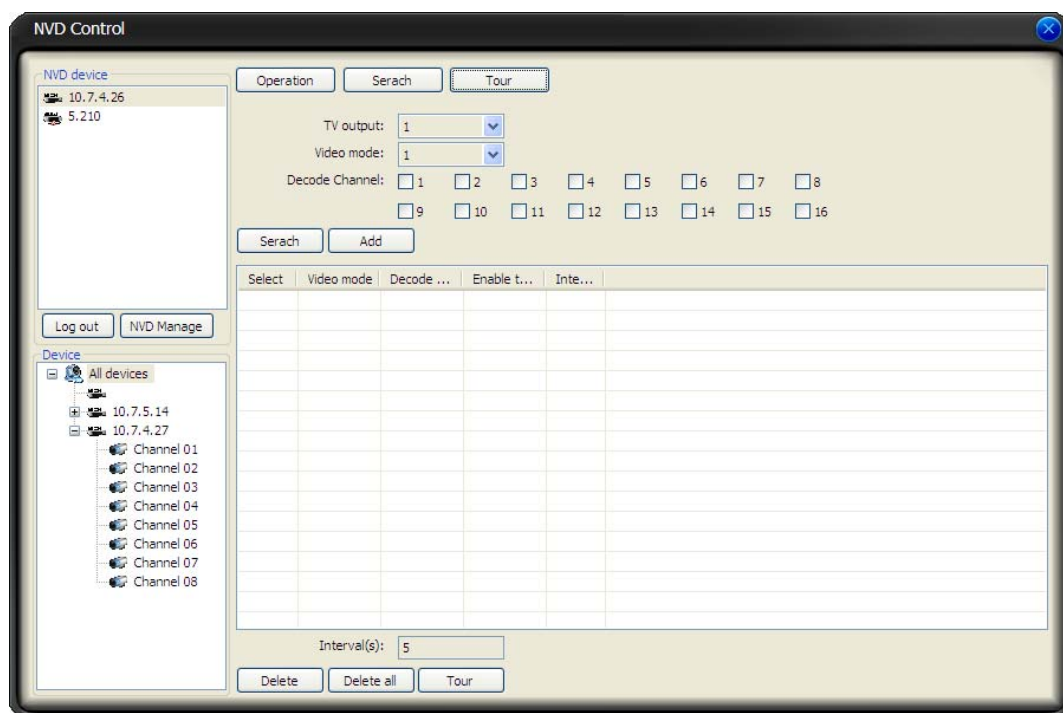 NVD Control
NVD device
10.7.4.26
5.210
Log out
NVD Manage
Device
All devices
10.7.5.14
10.7.4.27
Channel 01
Channel 02
Channel 03
Channel 04
Channel 05
Channel 06
Channel 07
Channel 08
Operation
Serach
Tour
TV output: 1
Video mode: 1
Decode Channel: 1 2 3 4 5 6 7 8
9 10 11 12 13 14 15 16
Serach
Add
Select Video mode Decode ... Enable t... Inte...
Interval(s): 5
Delete
Delete all
Tour